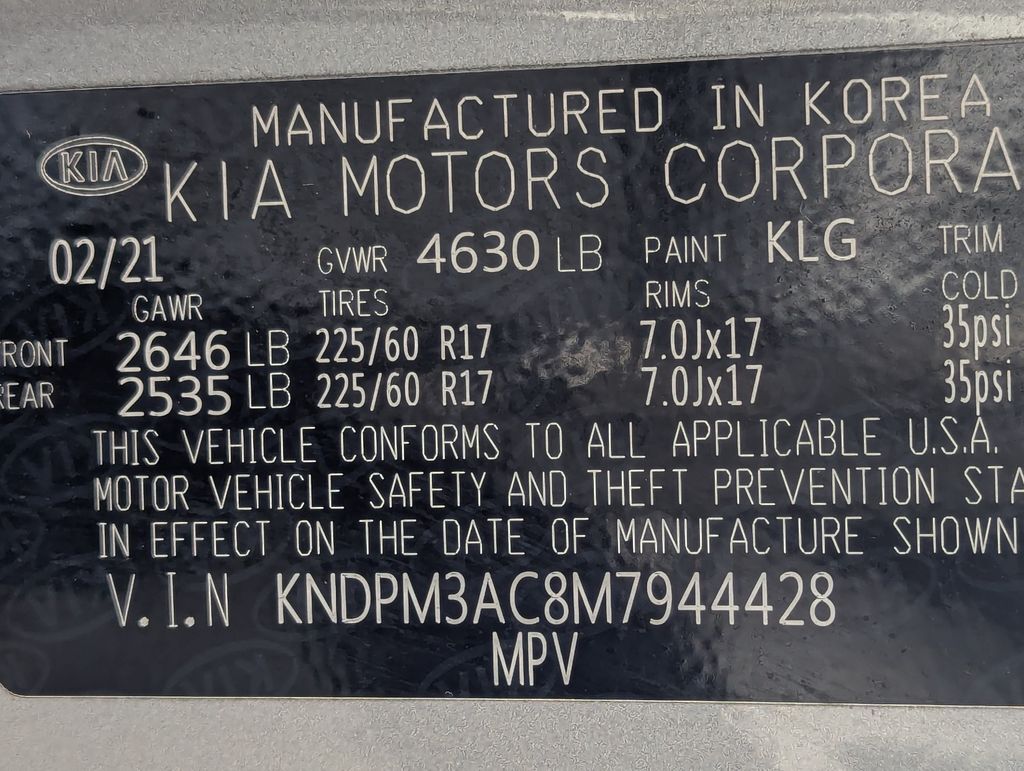 MANUFACTURED IN KOREA
KIA KIA MOTORS CORPORA
02/21 GVWR 4630 LB PAINT KLG TRIM
GAWR TIRES RIMS COLD
FRONT 2646 LB 225/60 R17 7.0Jx17 35psi
REAR 2535 LB 225/60 R17 7.0Jx17 35psi
THIS VEHICLE CONFORMS TO ALL APPLICABLE U.S.A.
MOTOR VEHICLE SAFETY AND THEFT PREVENTION STA
IN EFFECT ON THE DATE OF MANUFACTURE SHOWN
V.I.N KNDPM3AC8M7944428
MPV